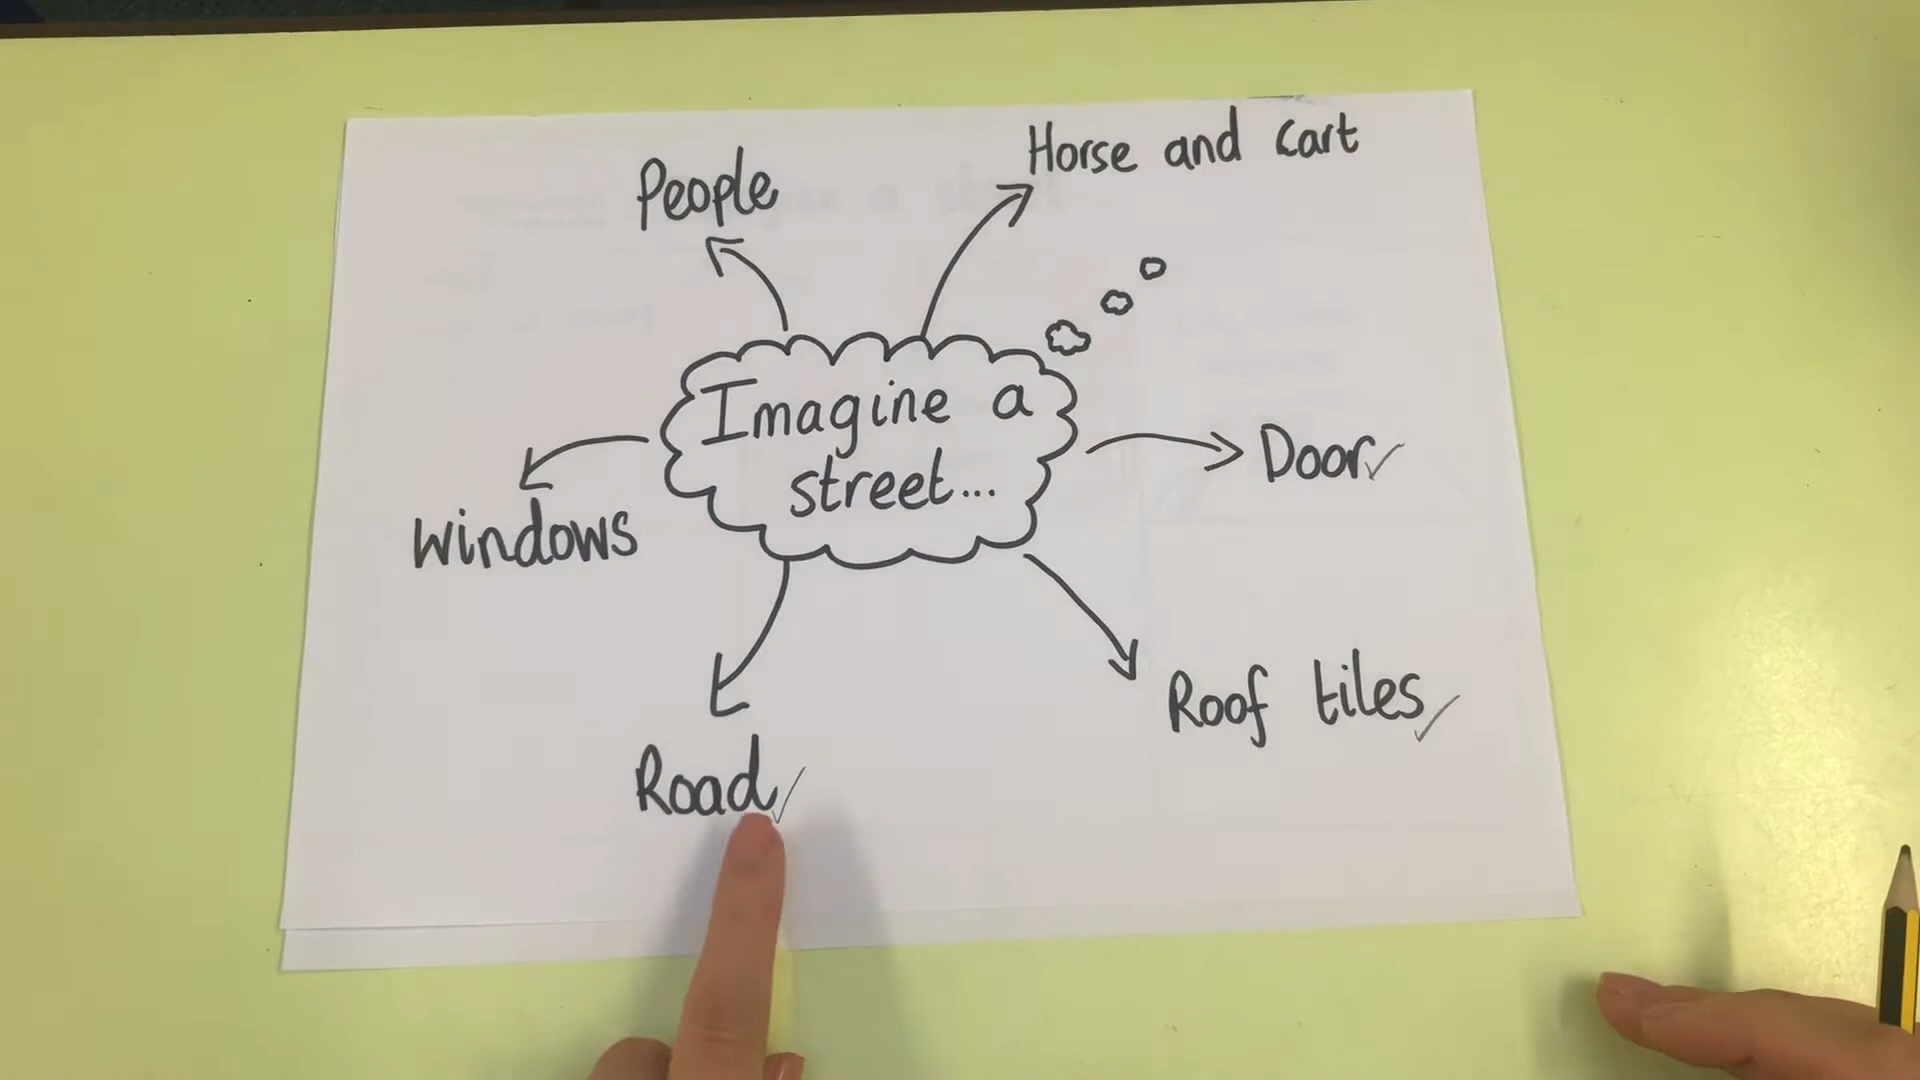 People
Horse and cart
Imagine a
street...
Door
Windows
Roof tiles
Road